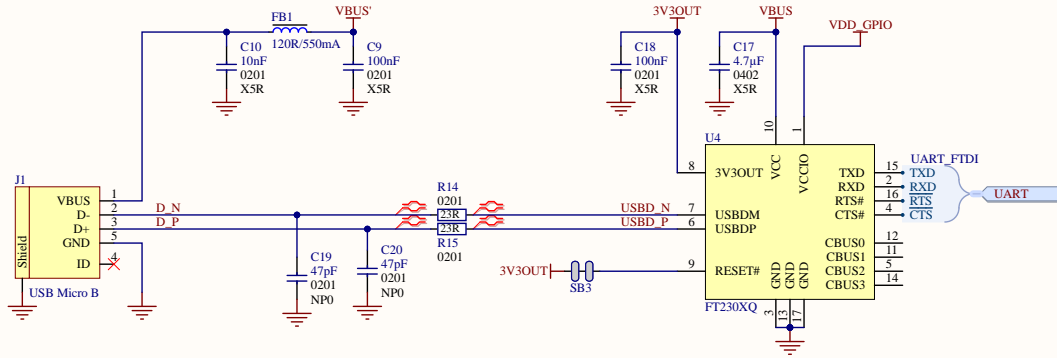 VBUS'
FB1
120R/550mA
C10
10nF
0201
X5R
C9
100nF
0201
X5R
3V3OUT
VBUS
VDD_GPIO
C18
100nF
0201
X5R
C17
4.7µF
0402
X5R
J1
Shield
VBUS
D-
D+
GND
ID
1
2
3
5
4
USB Micro B
D_N
D_P
C19
47pF
0201
NP0
C20
47pF
0201
NP0
R14
0201
23R
23R
R15
0201
USBD_N
USBD_P
3V3OUT
SB3
U4
10
1
VCC
VCCIO
8
3V3OUT
7
USBDM
6
USBDP
9
RESET#
TXD
15
RXD
2
RTS#
16
CTS#
4
CBUS0
12
CBUS1
11
CBUS2
5
CBUS3
14
GND
GND
GND
3
13
17
FT230XQ
UART_FTDI
TXD
RXD
RTS
CTS
UART